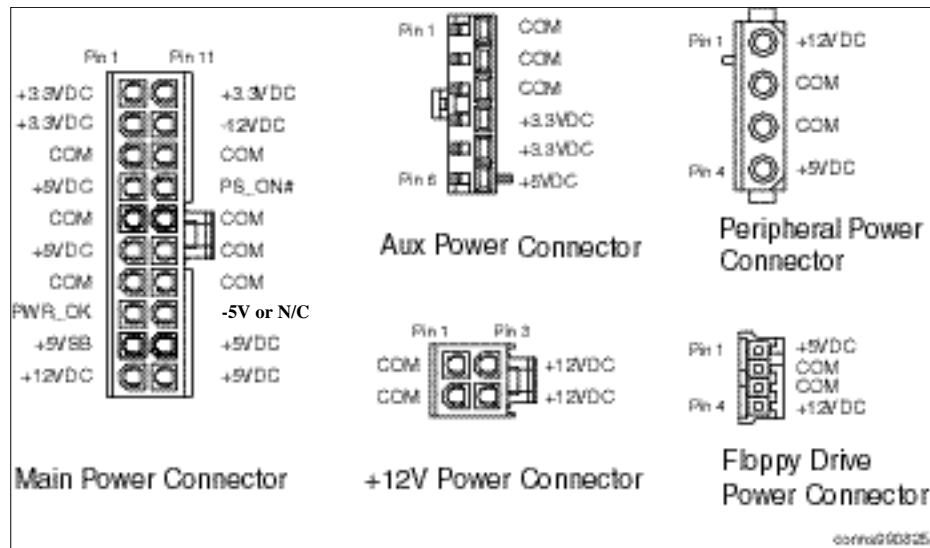 Pin 1 Pin 11
+3.3VDC +3.3VDC
+3.3VDC -12VDC
COM COM
+5VDC PS_ON#
COM COM
+5VDC COM
COM COM
PWR_OK -5V or N/C
+5VSB +5VDC
+12VDC +5VDC
Main Power Connector
Pin 1 COM
COM
COM
+3.3VDC
+3.3VDC
Pin 6 +5VDC
Aux Power Connector
Pin 1 +12VDC
COM
COM
Pin 4 +5VDC
Peripheral Power
Connector
Pin 1 Pin 3
COM +12VDC
COM +12VDC
+12V Power Connector
Pin 1 +5VDC
COM
COM
Pin 4 +12VDC
Floppy Drive
Power Connector